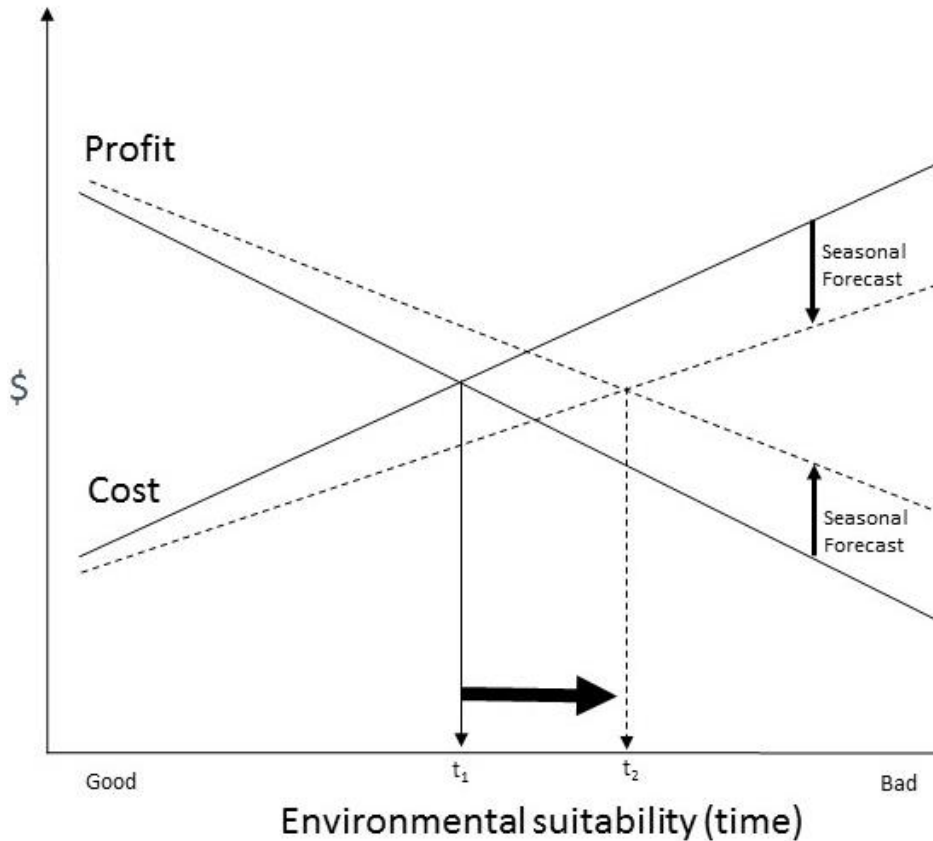 Profit
Seasonal
Forecast
$
Cost
Seasonal
Forecast
Good
t₁
t₂
Bad
Environmental suitability (time)